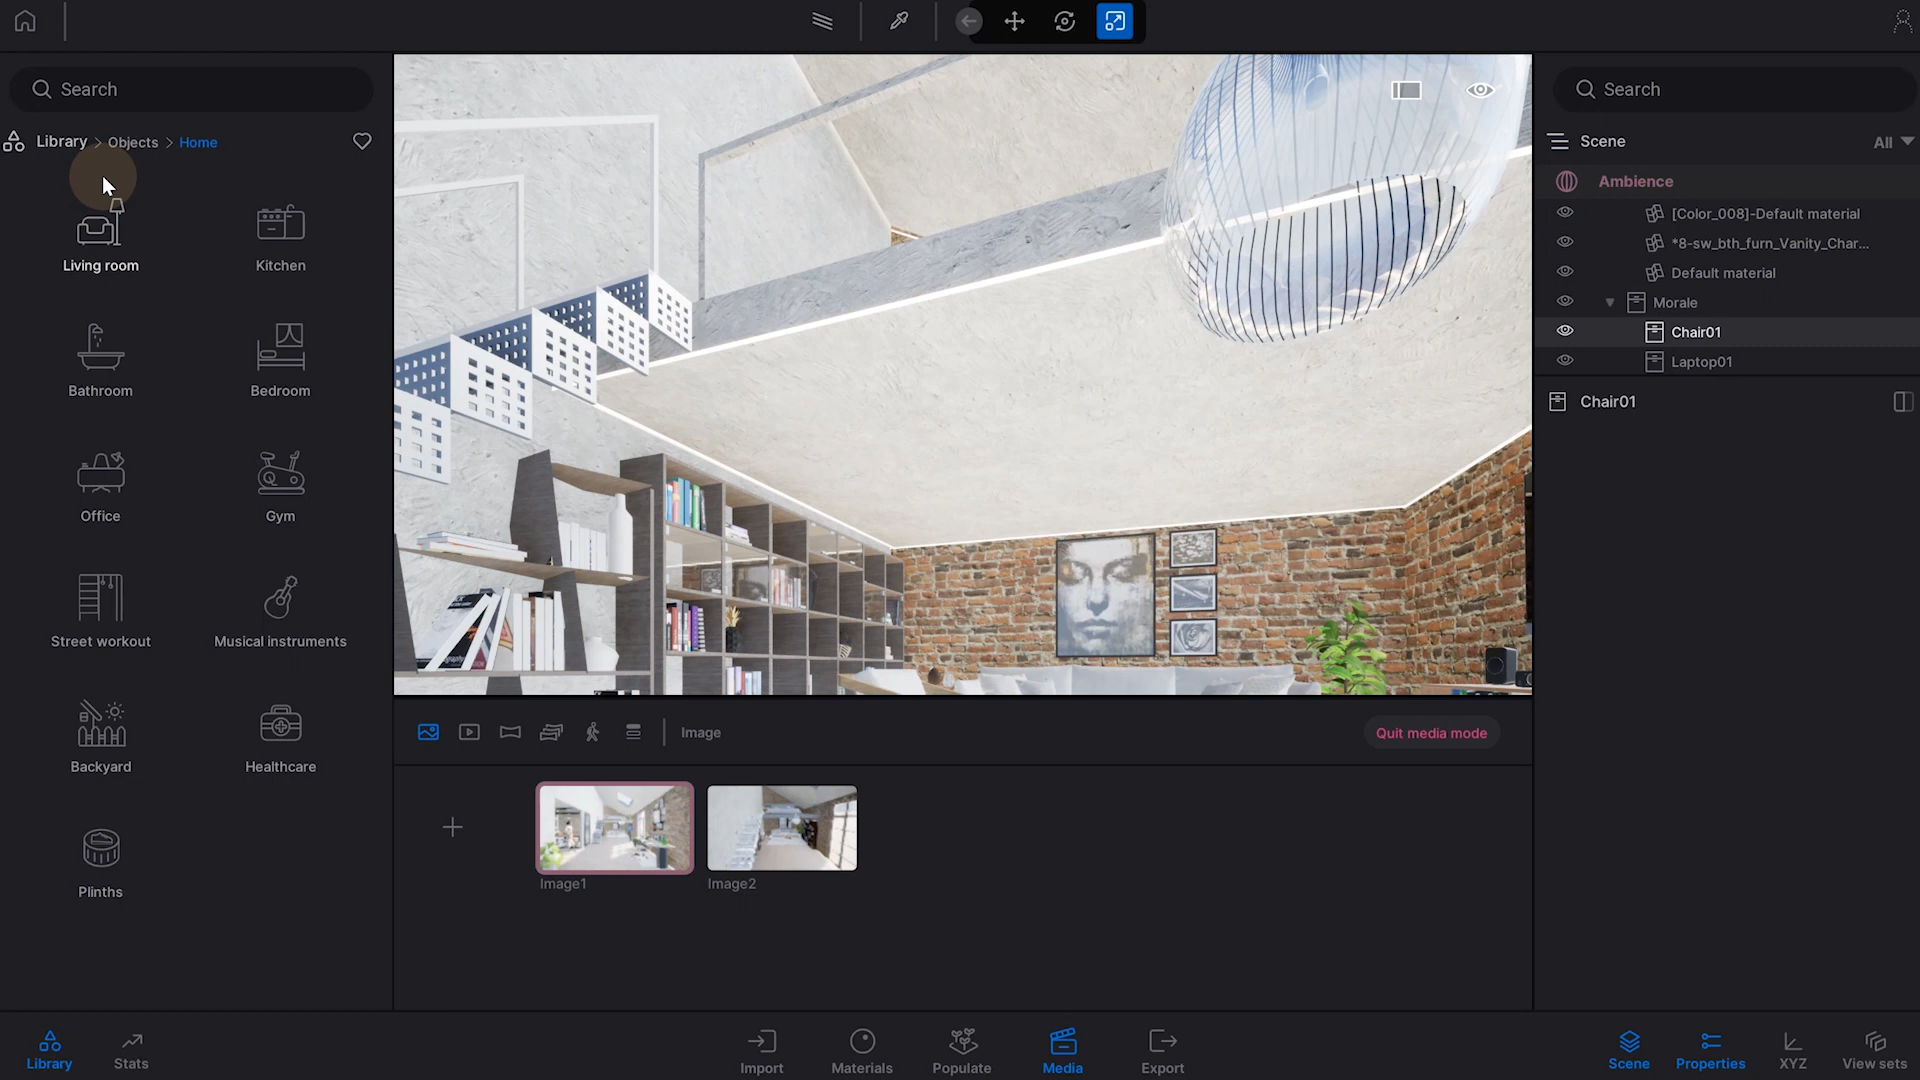 Search
Library > Objects > Home
Living room
Kitchen
Bathroom
Bedroom
Office
Gym
Street workout
Musical instruments
Backyard
Healthcare
Plinths
Image
Quit media mode
Image1
Image2
Search
Scene
All
Ambience
[Color_008]-Default material
*8-sw_bth_furn_Vanity_Char...
Default material
Morale
Chair01
Laptop01
Chair01
Library
Stats
Import
Materials
Populate
Media
Export
Scene
Properties
XYZ
View sets